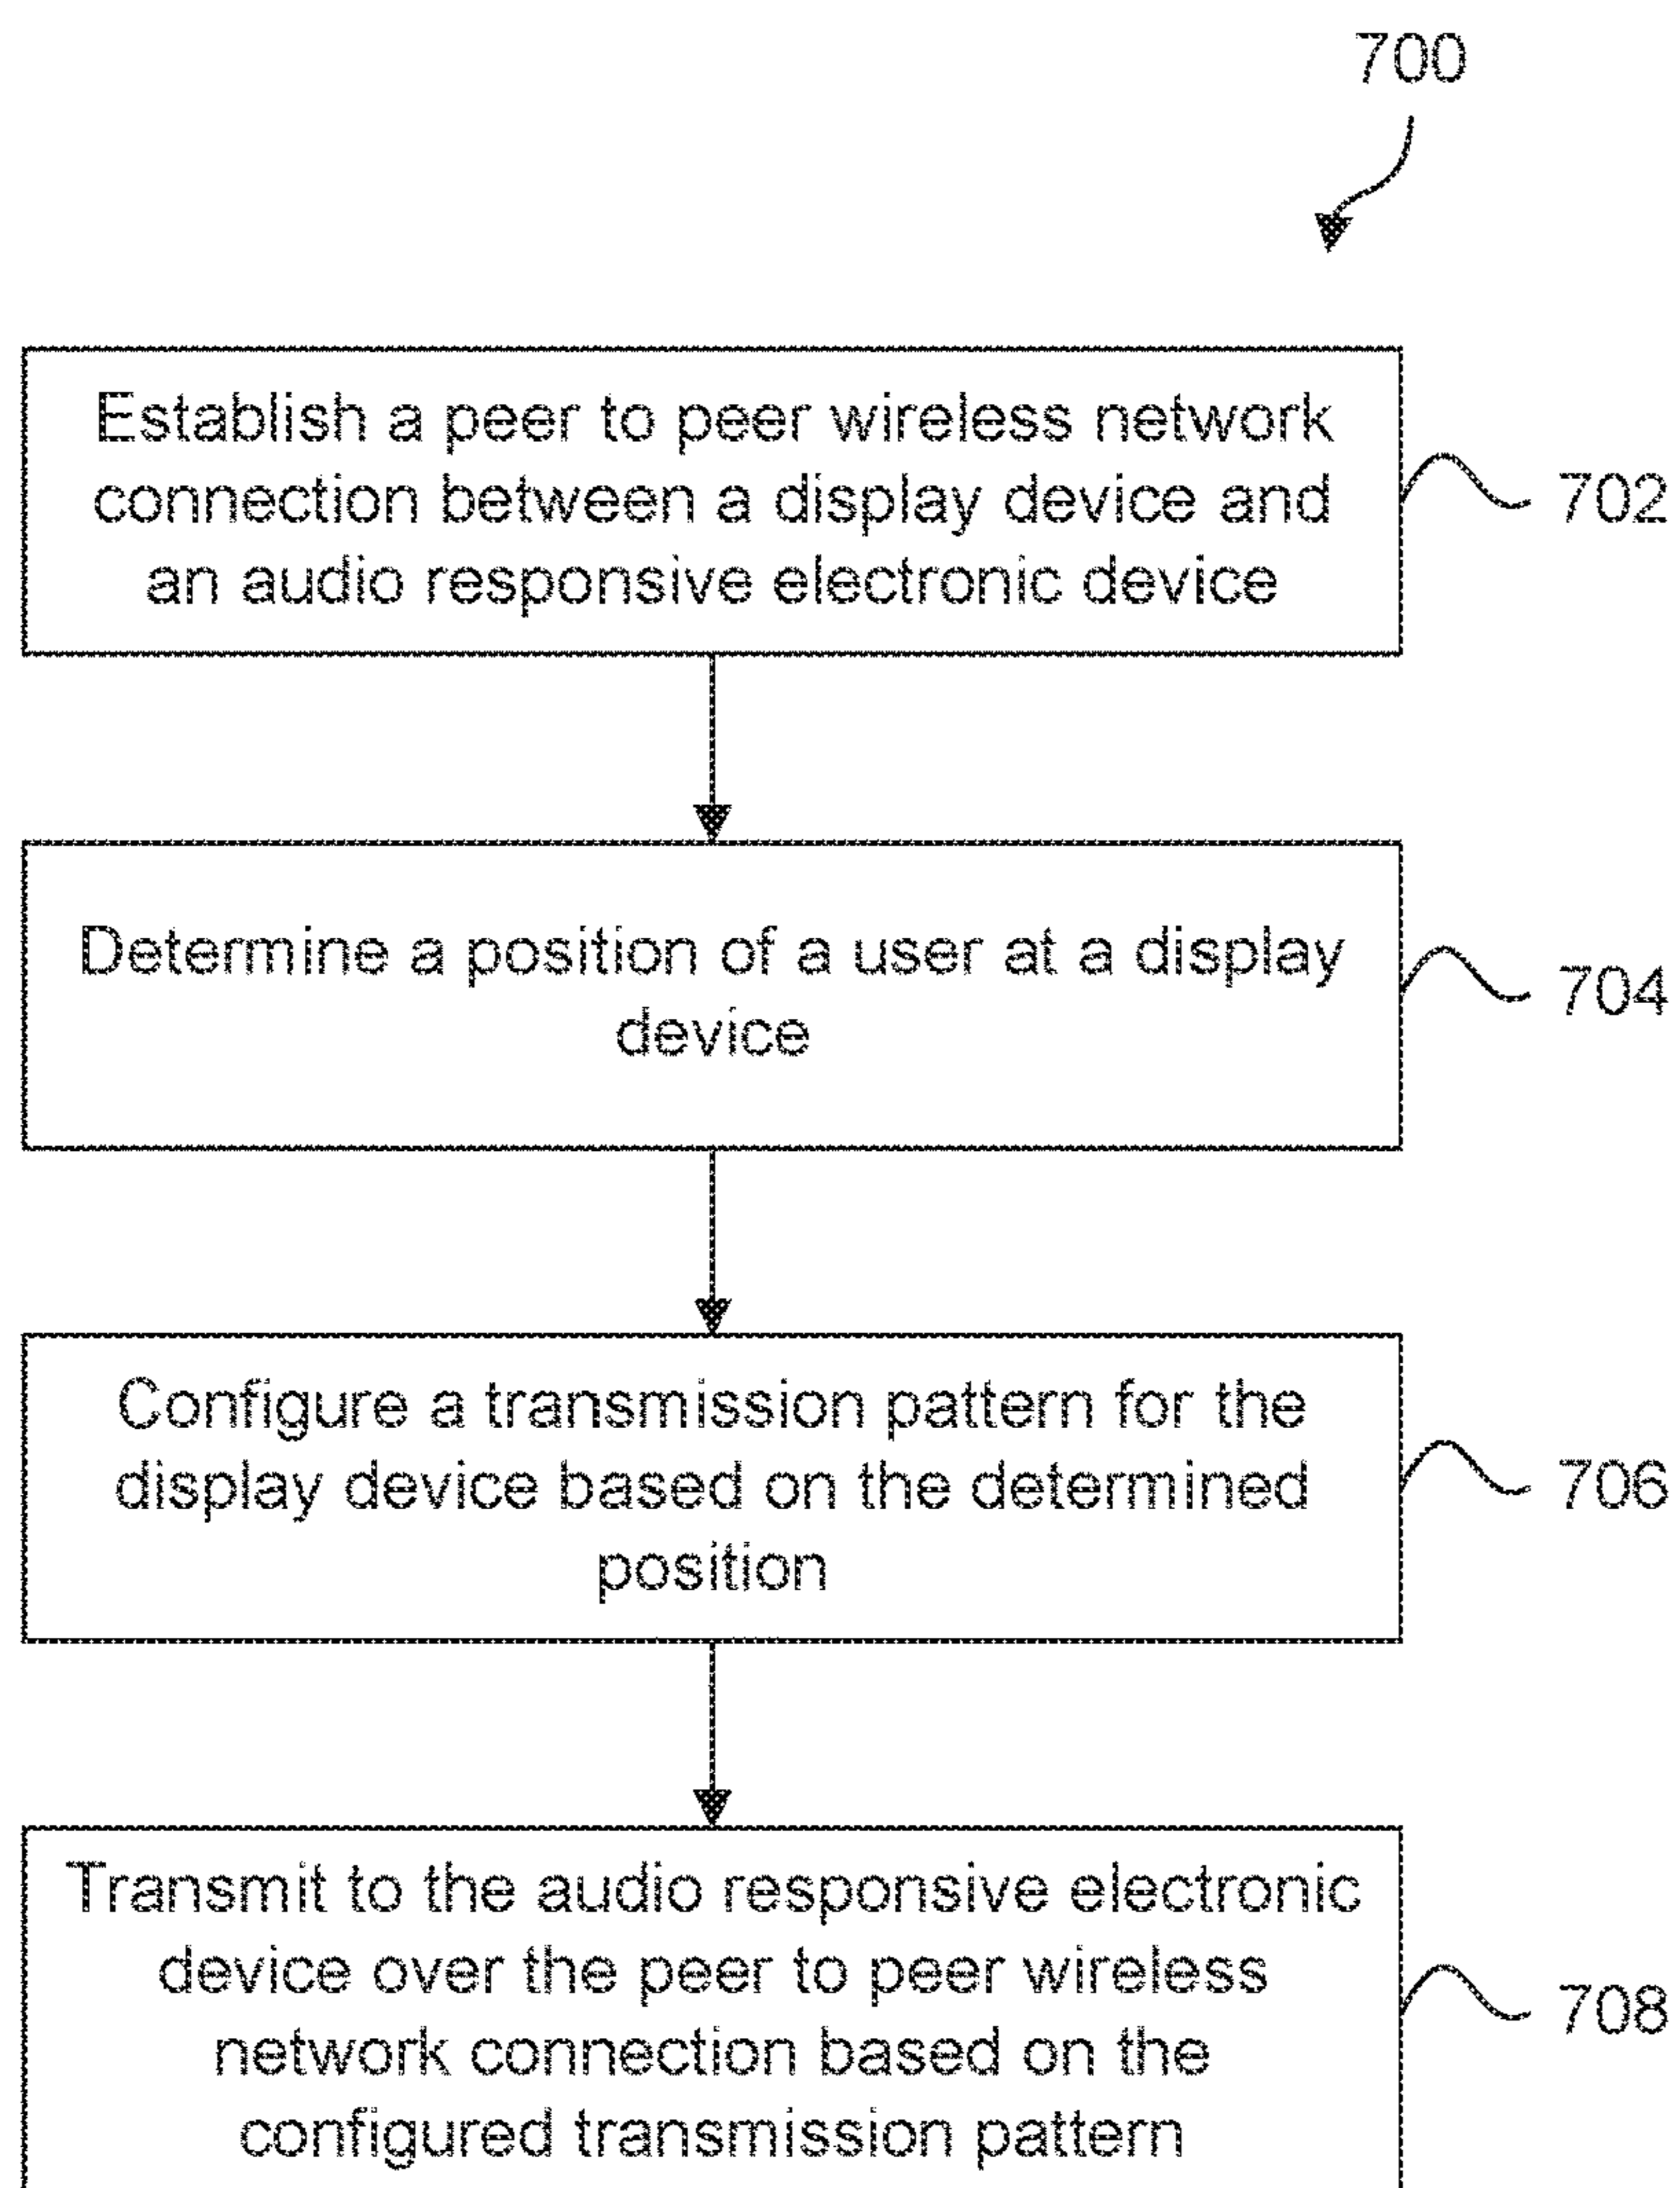 700
Establish a peer to peer wireless network
connection between a display device and
an audio responsive electronic device
702
Determine a position of a user at a display
device
704
Configure a transmission pattern for the
display device based on the determined
position
706
Transmit to the audio responsive electronic
device over the peer to peer wireless
network connection based on the
configured transmission pattern
708